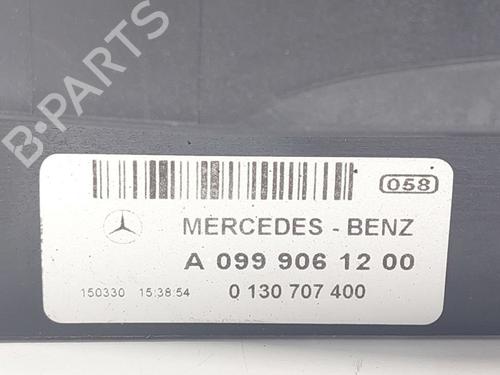 B-PARTS
058
MERCEDES - BENZ
A 099 906 12 00
150330 15:38:54 0 130 707 400